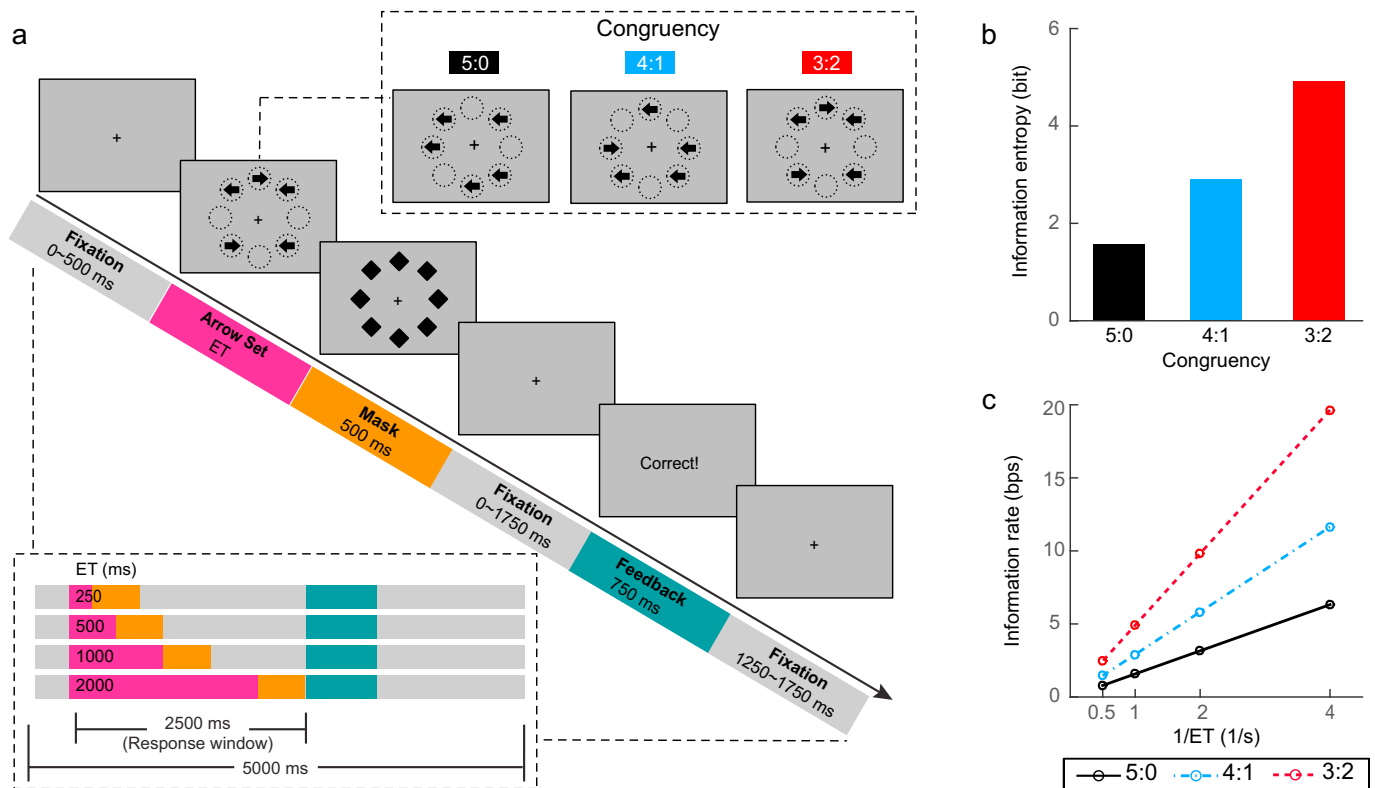 a
Congruency
5:0
4:1
3:2
+
+
+
+
+
+
+
Correct!
+
Fixation
0~500 ms
Arrow Set
ET
Mask
500 ms
Fixation
0~1750 ms
Feedback
750 ms
Fixation
1250~1750 ms
ET (ms)
250
500
1000
2000
2500 ms
(Response window)
5000 ms
b
Information entropy (bit)
6
4
2
0
5:0 4:1 3:2
Congruency
c
Information rate (bps)
20
15
10
5
0
0.5 1 2 4
1/ET (1/s)
5:0 4:1 3:2